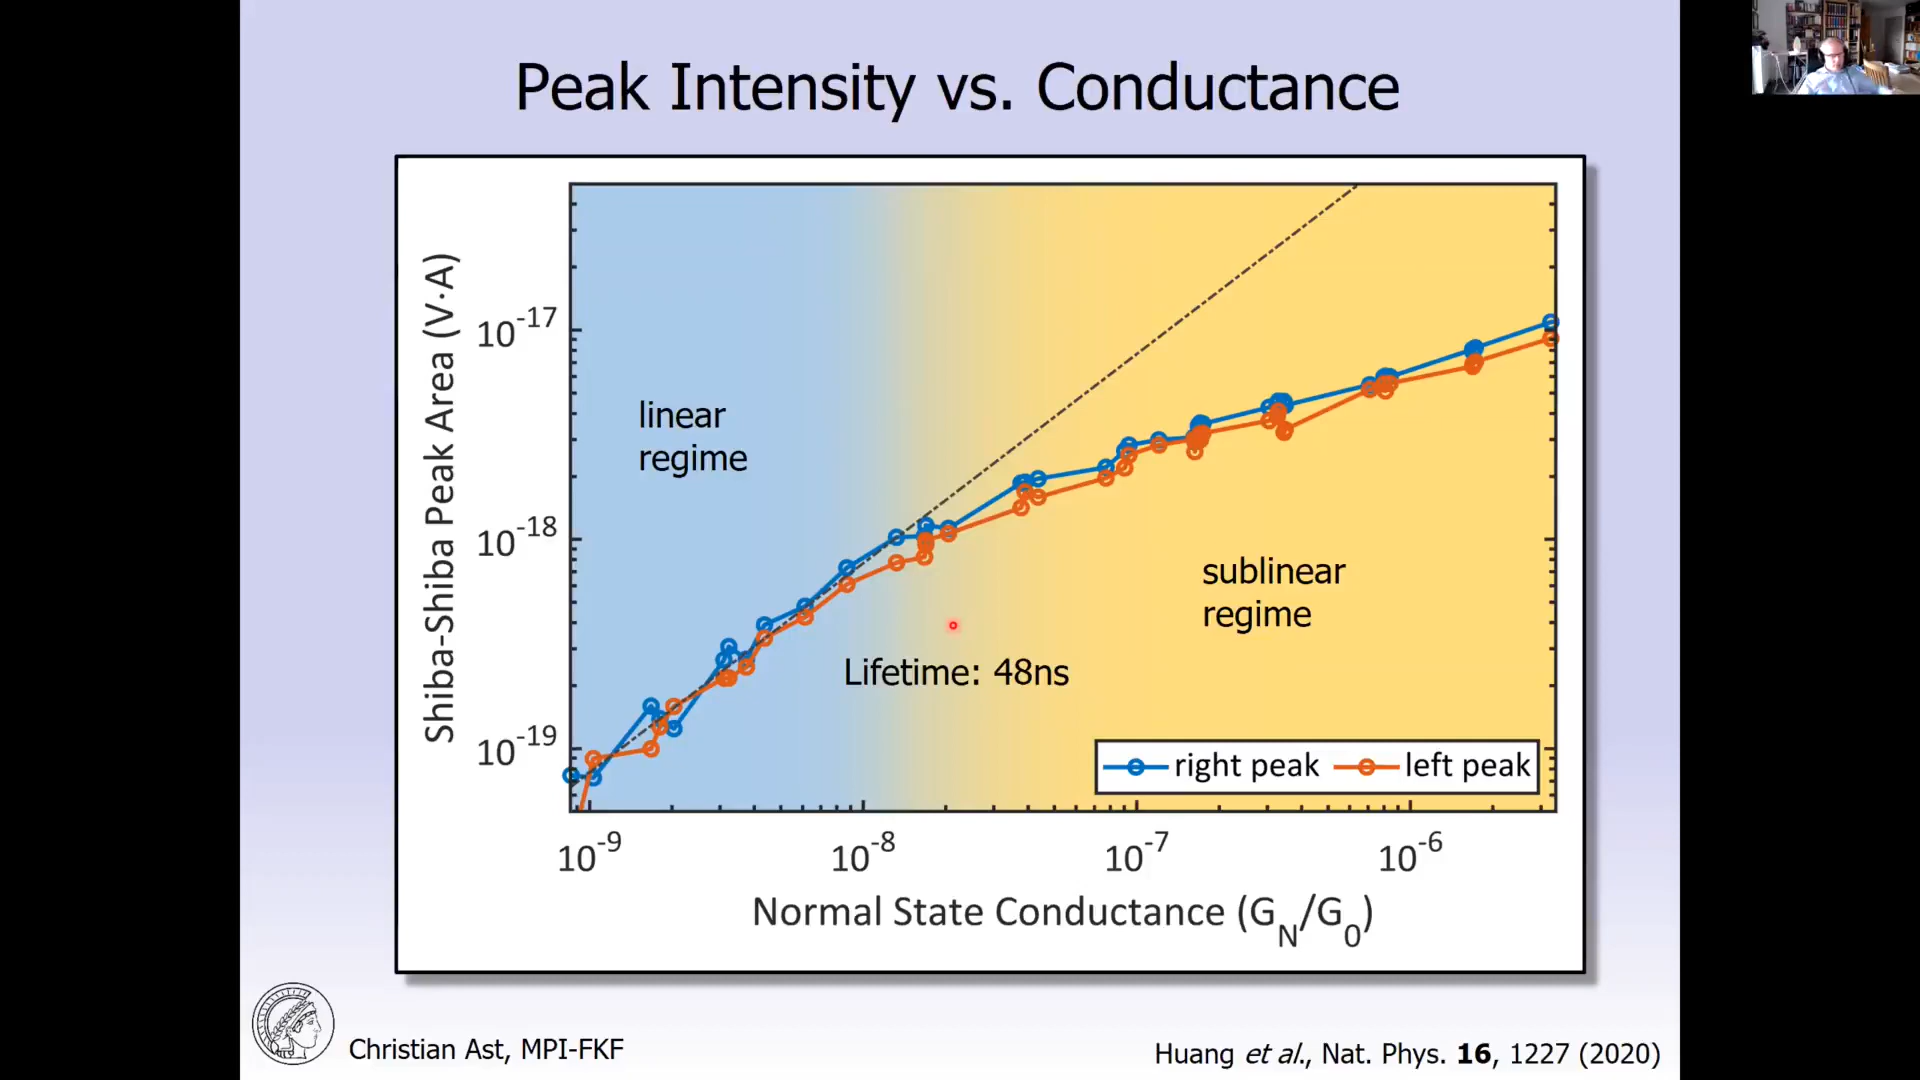 Peak Intensity vs. Conductance
Shiba-Shiba Peak Area (V·A)
10-17
10-18
10-19
linear
regime
sublinear
regime
Lifetime: 48ns
right peak left peak
10-9 10-8 10-7 10-6
Normal State Conductance (GN/G0)
Christian Ast, MPI-FKF
Huang et al., Nat. Phys. 16, 1227 (2020)